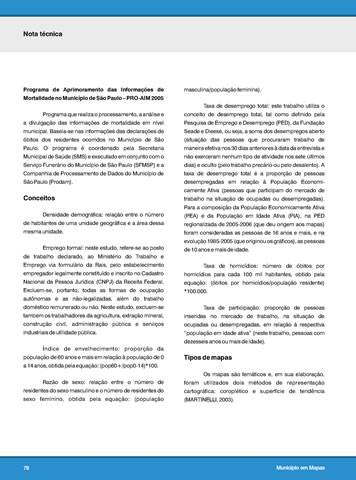 Nota técnica
Programa de Aprimoramento das Informações de
Mortalidade no Município de São Paulo – PRO-AIM 2005
Programa que realiza o processamento, a análise e
a divulgação das informações de mortalidade em nível
municipal. Baseia-se nas informações das declarações de
óbitos dos residentes ocorridos no Município de São
Paulo. O programa é coordenado pela Secretaria
Municipal de Saúde (SMS) e executado em conjunto com o
Serviço Funerário do Município de São Paulo (SFMSP) e a
Companhia de Processamento de Dados do Município de
São Paulo (Prodam).
Conceitos
Densidade demográfica: relação entre o número
de habitantes de uma unidade geográfica e a área dessa
mesma unidade.
Emprego formal: neste estudo, refere-se ao posto
de trabalho declarado, ao Ministério do Trabalho e
Emprego via formulário da Rais, pelo estabelecimento
empregador legalmente constituído e inscrito no Cadastro
Nacional da Pessoa Jurídica (CNPJ) da Receita Federal.
Excluem-se, portanto, todas as formas de ocupação
autônomas e as não-legalizadas, além do trabalho
doméstico remunerado ou não. Neste estudo, excluem-se
também os trabalhadores da agricultura, extração mineral,
construção civil, administração pública e serviços
industriais de utilidade pública.
Índice de envelhecimento: proporção da
população de 60 anos e mais em relação à população de 0
a 14 anos, obtida pela equação: (pop60+/pop0-14)*100.
Razão de sexo: relação entre o número de
residentes do sexo masculino e o número de residentes do
sexo feminino, obtida pela equação: (população
masculina/população feminina).
Taxa de desemprego total: este trabalho utiliza o
conceito de desemprego total, tal como definido pela
Pesquisa de Emprego e Desemprego (PED), da Fundação
Seade e Dieese, ou seja, a soma dos desempregos aberto
(situação das pessoas que procuraram trabalho de
maneira efetiva nos 30 dias anteriores à data da entrevista e
não exerceram nenhum tipo de atividade nos sete últimos
dias) e oculto (pelo trabalho precário ou pelo desalento). A
taxa de desemprego total é a proporção de pessoas
desempregadas em relação à População Economi-
camente Ativa (pessoas que participam do mercado de
trabalho na situação de ocupadas ou desempregadas).
Para a composição da População Economicamente Ativa
(PEA) e da População em Idade Ativa (PIA), na PED
regionalizada de 2005-2006 (que deu origem aos mapas)
foram consideradas as pessoas de 16 anos e mais, e na
evolução 1985-2005 (que originou os gráficos), as pessoas
de 10 anos e mais de idade.
Taxa de homicídios: número de óbitos por
homicídios para cada 100 mil habitantes, obtido pela
equação: (óbitos por homicídios/população residente)
*100.000.
Taxa de participação: proporção de pessoas
inseridas no mercado de trabalho, na situação de
ocupadas ou desempregadas, em relação à respectiva
“população em idade ativa” (neste trabalho, pessoas com
dezesseis anos ou mais de idade).
Tipos de mapas
Os mapas são temáticos e, em sua elaboração,
foram utilizados dois métodos de representação
cartográfica: coroplético e superfície de tendência
(MARTINELLI, 2003).
78
Município em Mapas